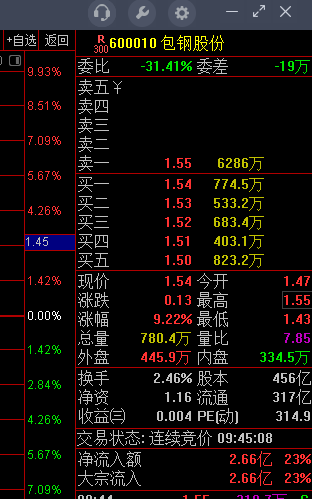 +自选 返回
R 300 600010 包钢股份
9.93% 委比 -31.41% 委差 -19万
卖五 ¥
8.51% 卖四
卖三
7.09% 卖二
5.67% 卖一 1.55 6286万
买一 1.54 774.5万
4.26% 买二 1.53 533.2万
买三 1.52 683.4万
1.45 买四 1.51 403.1万
买五 1.50 823.2万
1.42% 现价 1.54 今开 1.47
涨跌 0.13 最高 1.55
0.00% 涨幅 9.22% 最低 1.43
总量 780.4万 量比 7.85
1.42% 外盘 445.9万 内盘 334.5万
2.84% 换手 2.46% 股本 456亿
净资 1.16 流通 317亿
4.26% 收益㈢ 0.004 PE(动) 314.9
交易状态: 连续竞价 09:45:08
5.67% 净流入额 2.66亿 23%
大宗流入 2.66亿 23%
7.09%